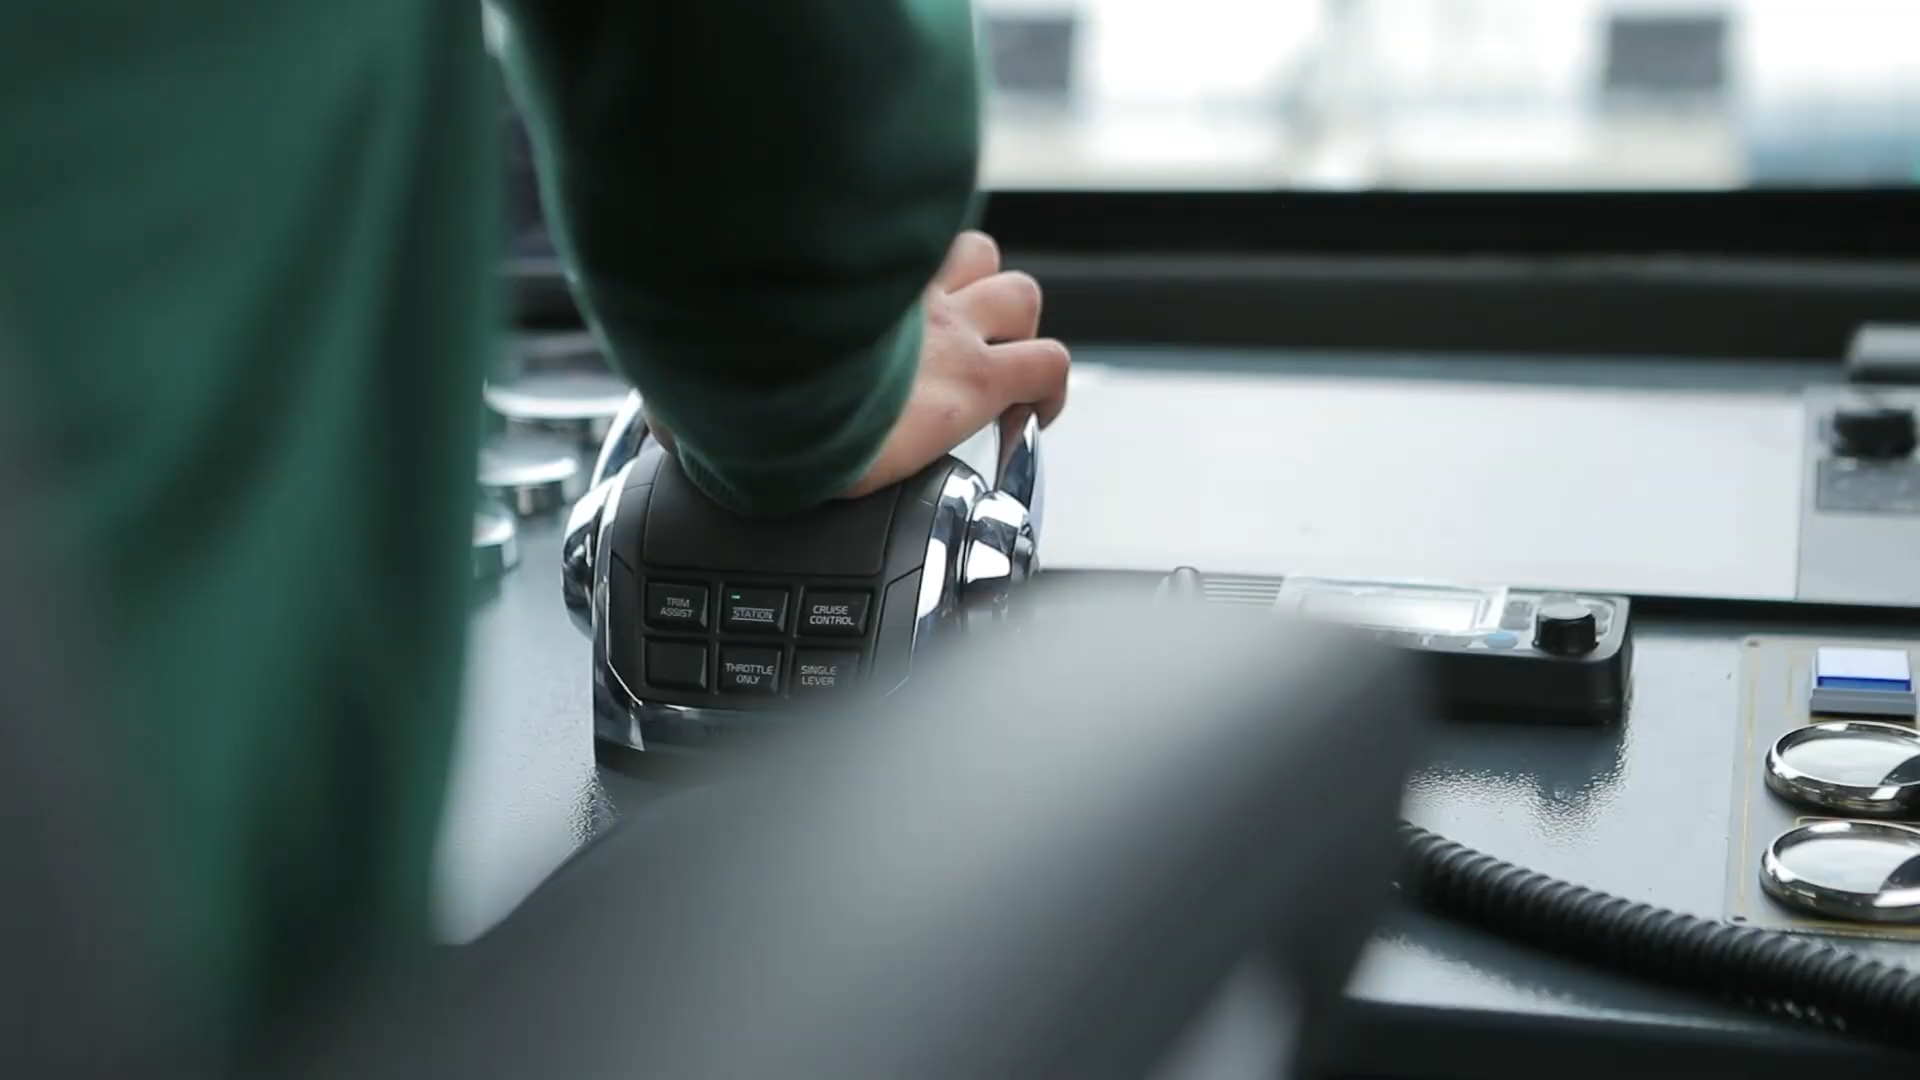 TRIM
ASSIST
STATION
CRUISE
CONTROL
THROTTLE
ONLY
SINGLE
LEVER